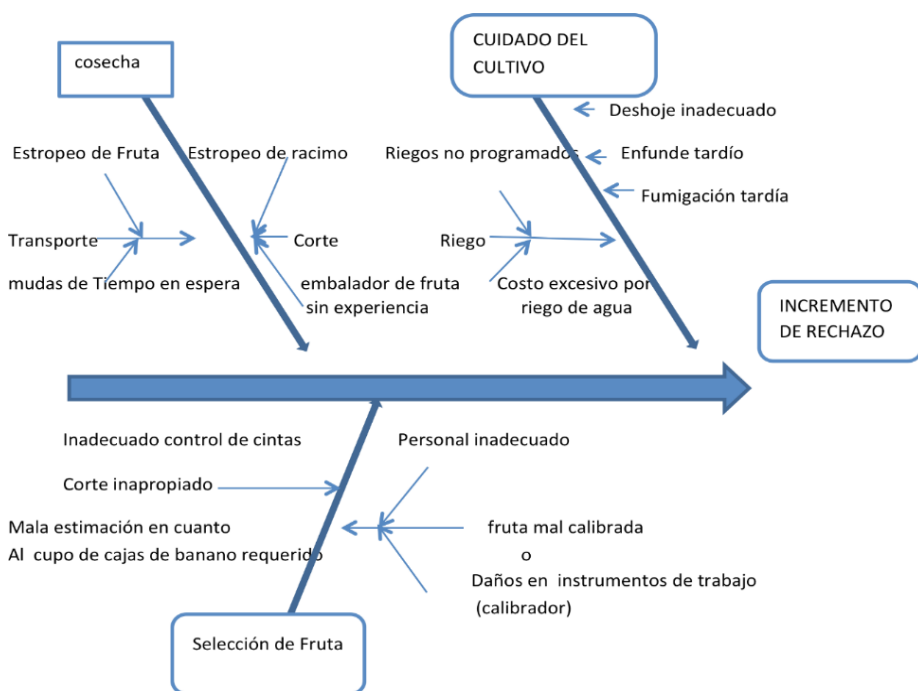 cosecha
CUIDADO DEL
CULTIVO
Deshoje inadecuado
Estropeo de Fruta
Estropeo de racimo
Riegos no programados
Enfunde tardío
Fumigación tardía
Transporte
Corte
Riego
mudas de Tiempo en espera
embalador de fruta
sin experiencia
Costo excesivo por
riego de agua
INCREMENTO
DE RECHAZO
Inadecuado control de cintas
Personal inadecuado
Corte inapropiado
Mala estimación en cuanto
Al cupo de cajas de banano requerido
fruta mal calibrada
o
Daños en instrumentos de trabajo
(calibrador)
Selección de Fruta